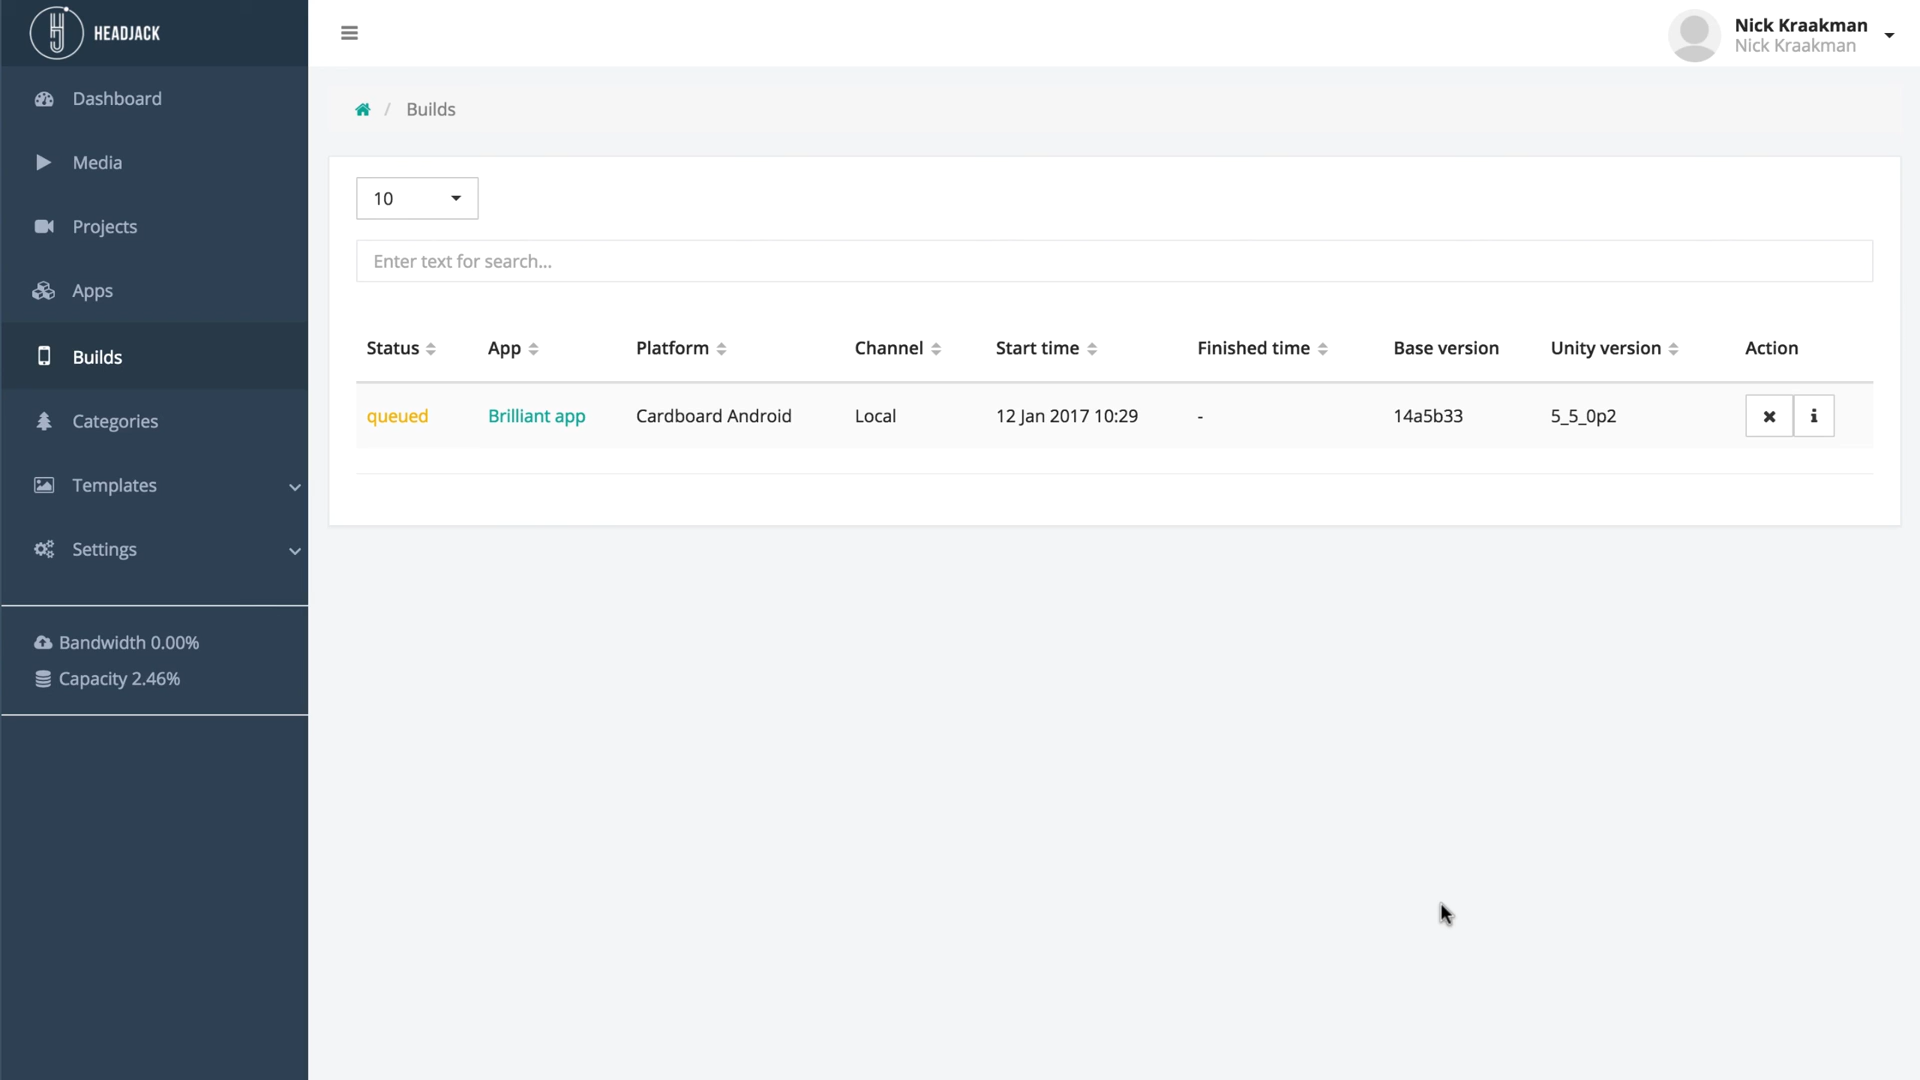 HEADJACK
Nick Kraakman
Nick Kraakman
Dashboard
Media
Projects
Apps
Builds
Categories
Templates
Settings
Bandwidth 0.00%
Capacity 2.46%
/ Builds
10
Enter text for search...
Status App Platform Channel Start time Finished time Base version Unity version Action
queued Brilliant app Cardboard Android Local 12 Jan 2017 10:29 - 14a5b33 5_5_0p2